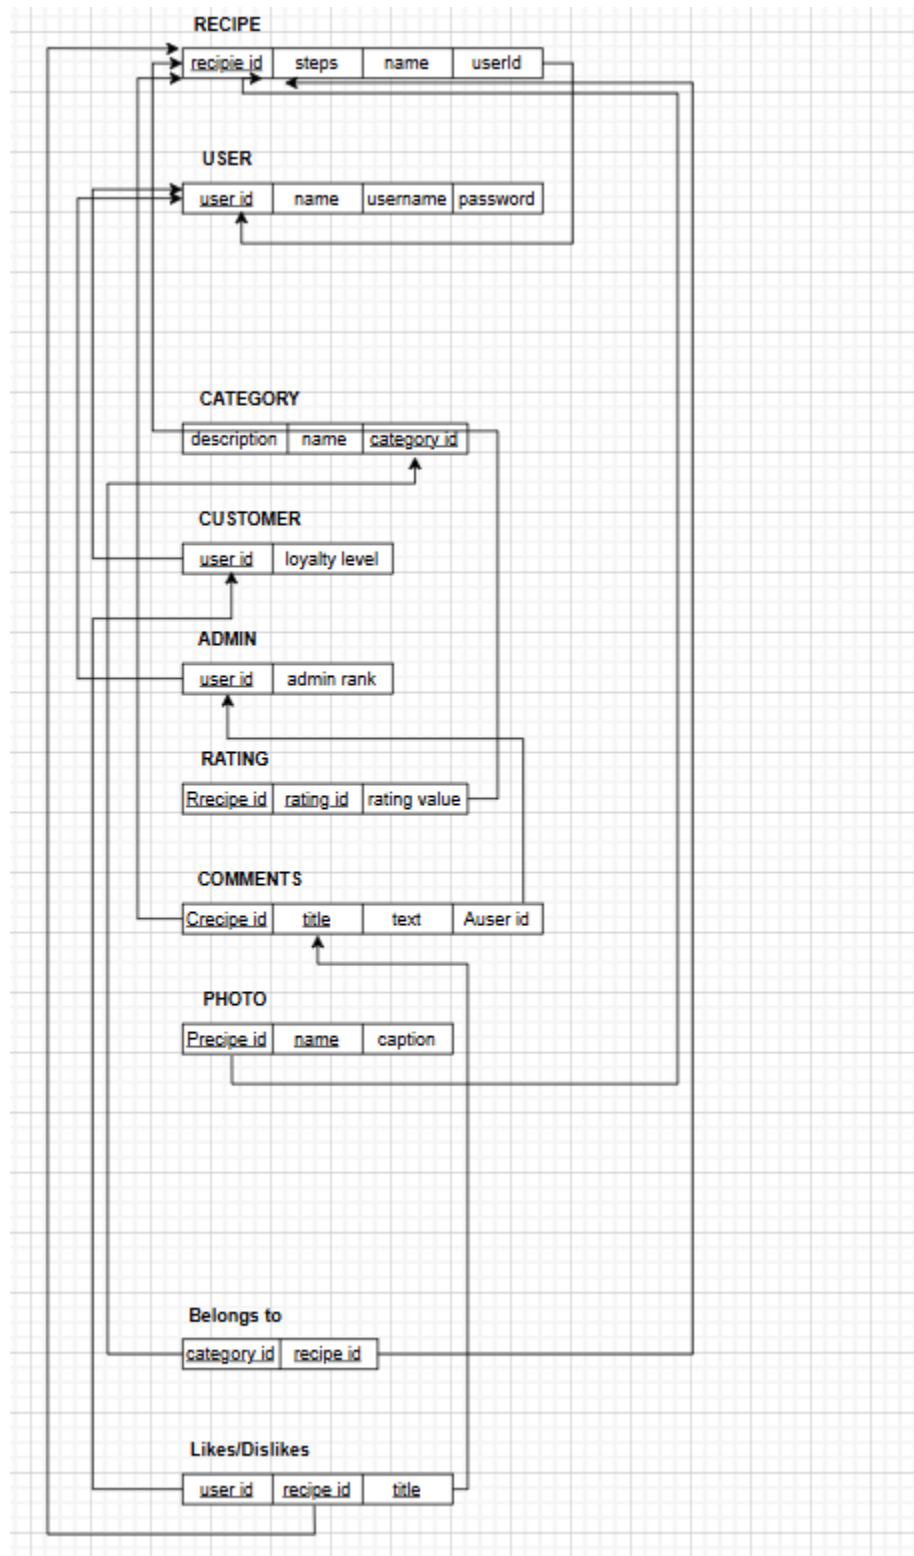 RECIPE
recipie id steps name userId
USER
user id name username password
CATEGORY
description name category id
CUSTOMER
user id loyalty level
ADMIN
user id admin rank
RATING
Rrecipe id rating id rating value
COMMENTS
Crecipe id title text Auser id
PHOTO
Precipe id name caption
Belongs to
category id recipe id
Likes/Dislikes
user id recipe id title